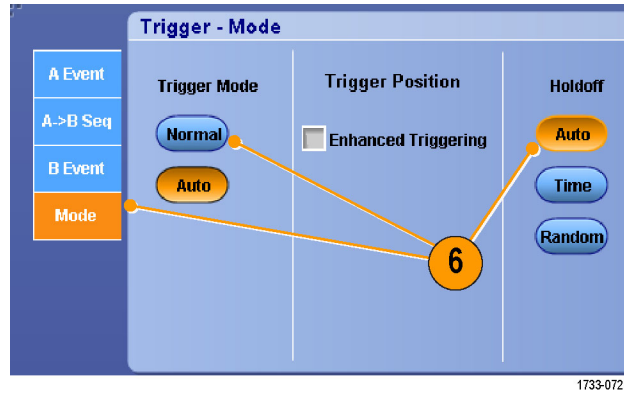 Trigger - Mode
A Event
A->B Seq
B Event
Mode
Trigger Mode
Normal
Auto
Trigger Position
Enhanced Triggering
Holdoff
Auto
Time
Random
6
1733-072